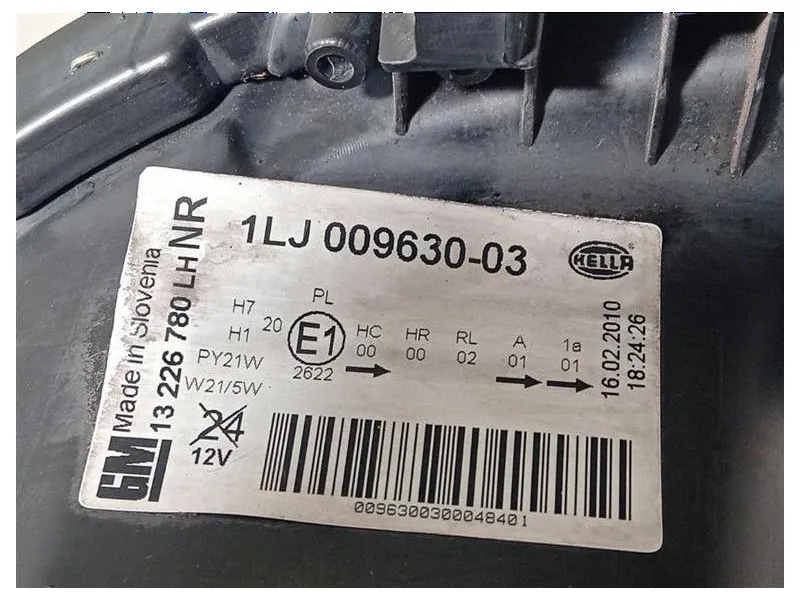 1LJ 009630-03
HELLA
GM
Made in Slovenia
13 226 780 LH NR
H7
H1
PY21W
W21/5W
24
12V
PL
20 E1
2622
HC HR RL A 1a
00 00 02 01 01
16.02.2010
18:24:26
0096300300048401